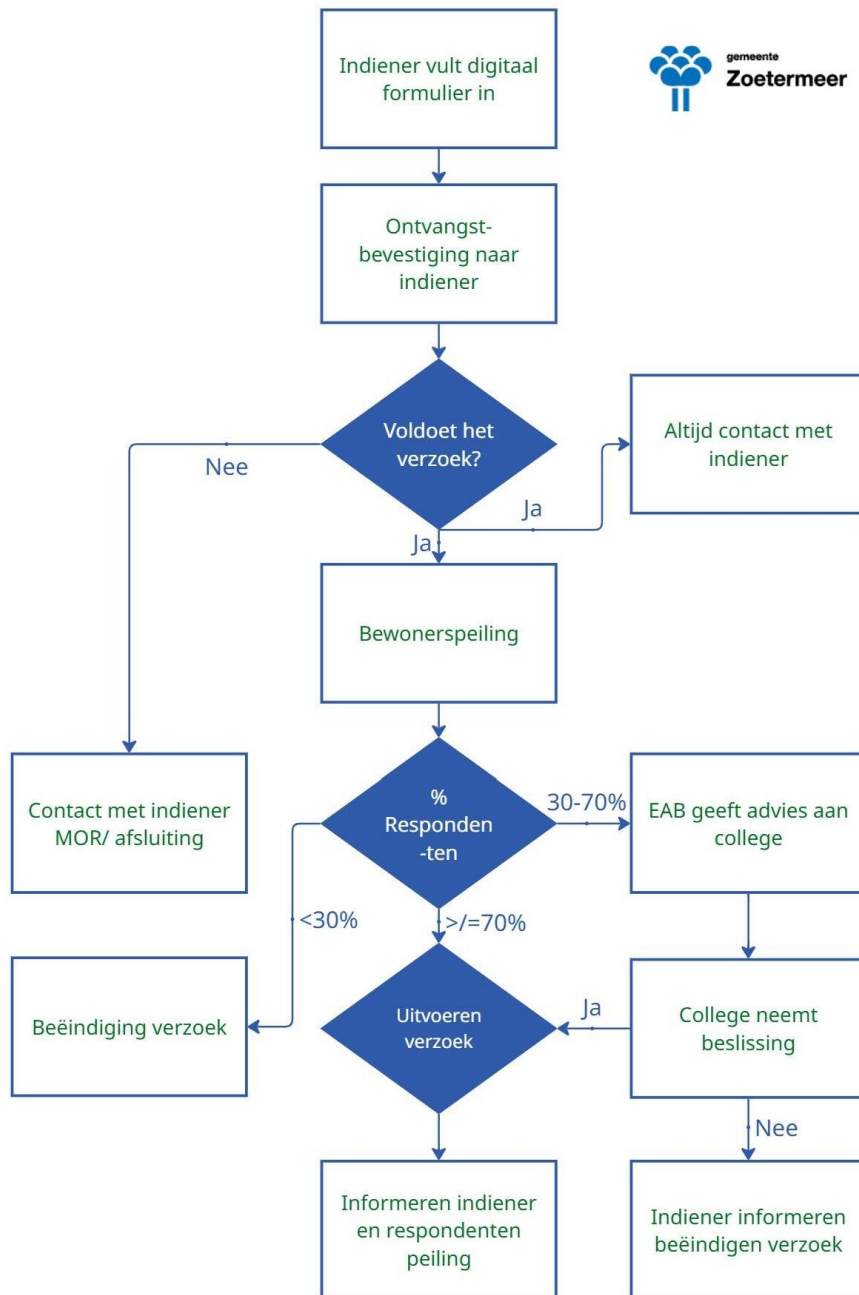 Indiener vult digitaal
formulier in
gemeente
Zoetermeer
Ontvangst-
bevestiging naar
indiener
Voldoet het
verzoek?
Altijd contact met
indiener
Nee
Ja
Ja
Bewonerspeiling
Contact met indiener
MOR/ afsluiting
%
Responden
-ten
30-70%
EAB geeft advies aan
college
<30%
>/=70%
Beëindiging verzoek
Uitvoeren
verzoek
Ja
College neemt
beslissing
Nee
Informeren indiener
en respondenten
peiling
Indiener informeren
beëindigen verzoek